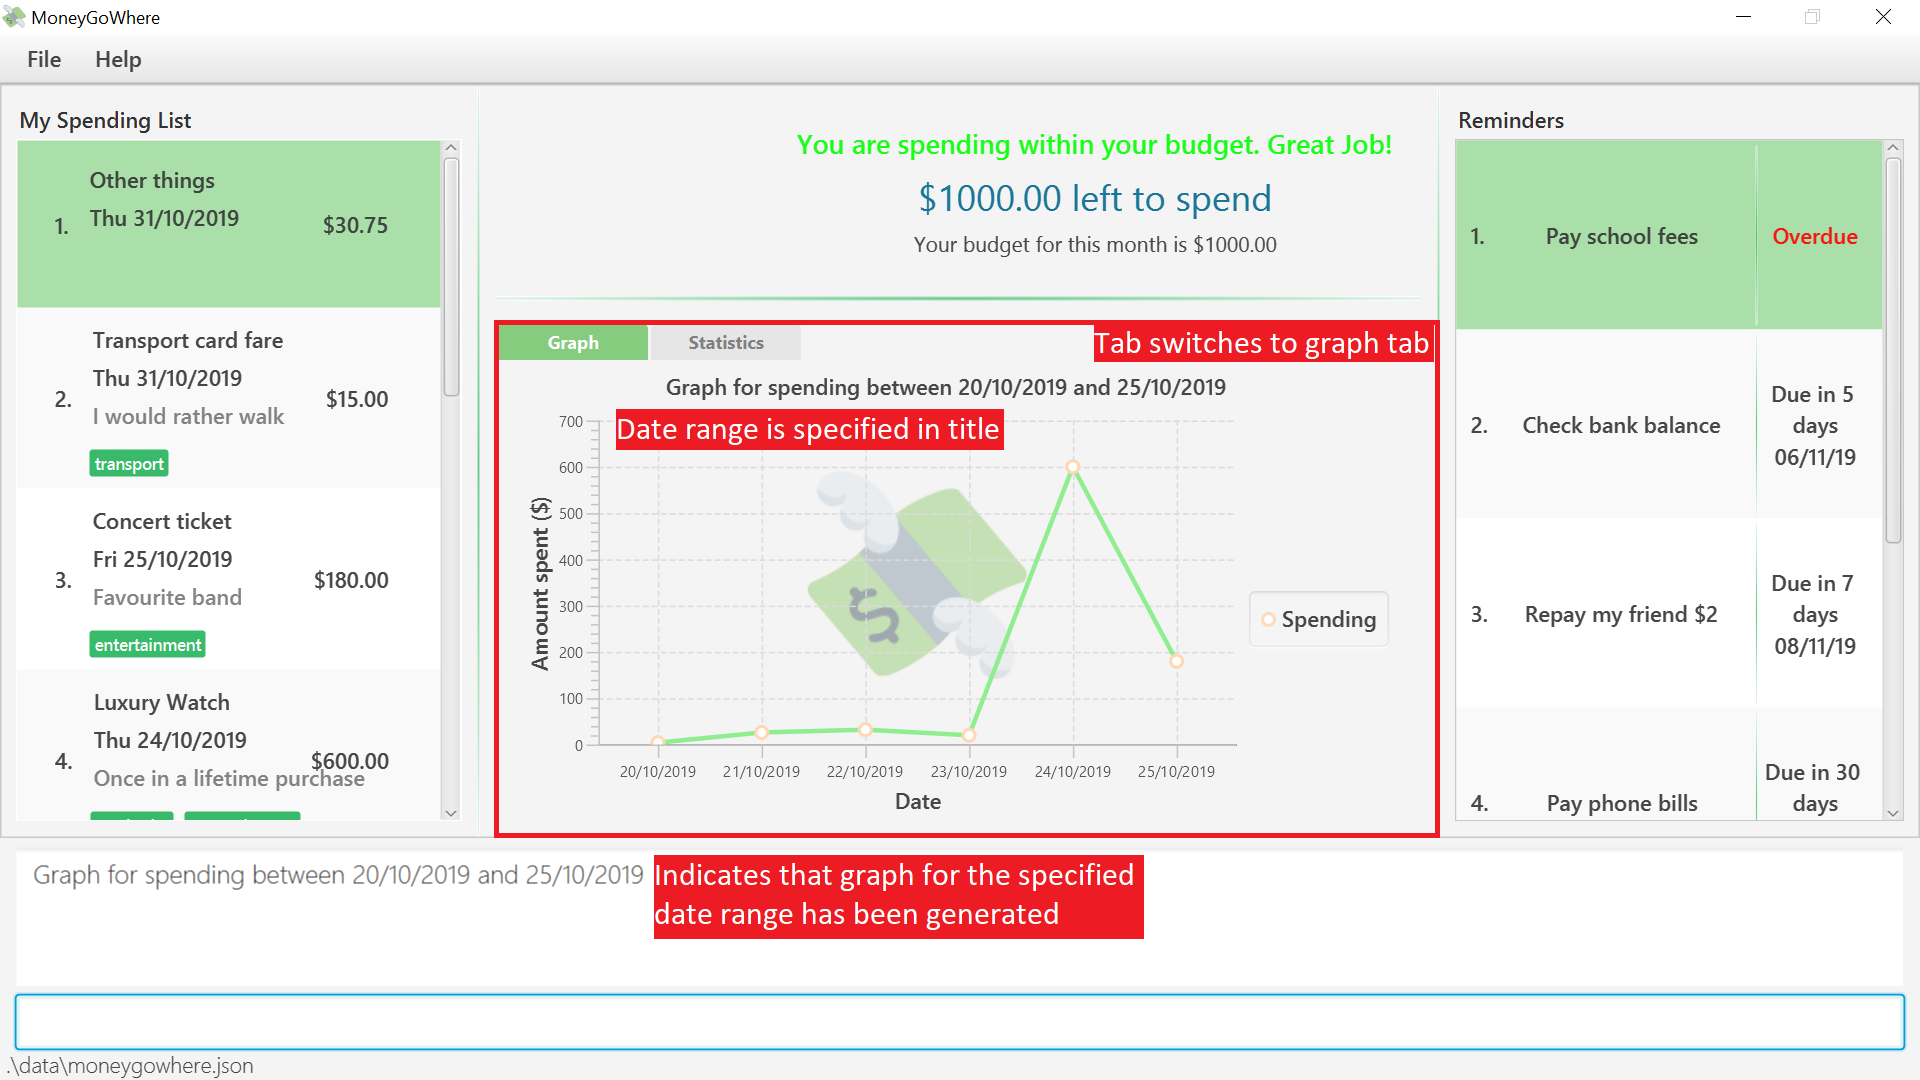 MoneyGoWhere
File Help
My Spending List
1.
Other things
Thu 31/10/2019
$30.75
2.
Transport card fare
Thu 31/10/2019
I would rather walk
$15.00
transport
3.
Concert ticket
Fri 25/10/2019
Favourite band
$180.00
entertainment
4.
Luxury Watch
Thu 24/10/2019
Once in a lifetime purchase
$600.00
You are spending within your budget. Great Job!
$1000.00 left to spend
Your budget for this month is $1000.00
Graph Statistics
Tab switches to graph tab
Graph for spending between 20/10/2019 and 25/10/2019
Date range is specified in title
Amount spent ($)
700
600
500
400
300
200
100
0
20/10/2019 21/10/2019 22/10/2019 23/10/2019 24/10/2019 25/10/2019
Date
Spending
$
Reminders
1. Pay school fees Overdue
2. Check bank balance
Due in 5
days
06/11/19
3. Repay my friend $2
Due in 7
days
08/11/19
4. Pay phone bills
Due in 30
days
Graph for spending between 20/10/2019 and 25/10/2019
Indicates that graph for the specified
date range has been generated
.\data\moneygowhere.json